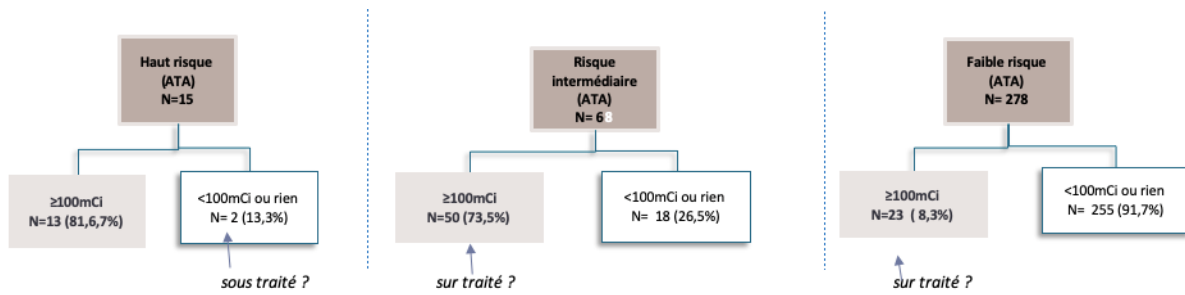 Haut risque
(ATA)
N=15
≥100mCi
N=13 (81,6,7%)
<100mCi ou rien
N= 2 (13,3%)
sous traité ?
Risque
intermédiaire
(ATA)
N= 68
≥100mCi
N=50 (73,5%)
<100mCi ou rien
N= 18 (26,5%)
sur traité ?
Faible risque
(ATA)
N= 278
≥100mCi
N=23 ( 8,3%)
<100mCi ou rien
N= 255 (91,7%)
sur traité ?